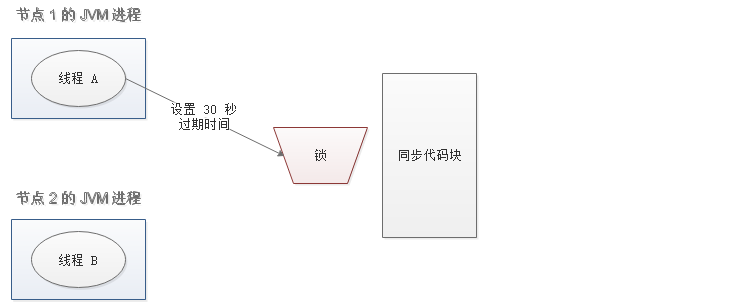 节点 1 的 JVM 进程
线程 A
设置 30 秒
过期时间
锁
同步代码块
节点 2 的 JVM 进程
线程 B